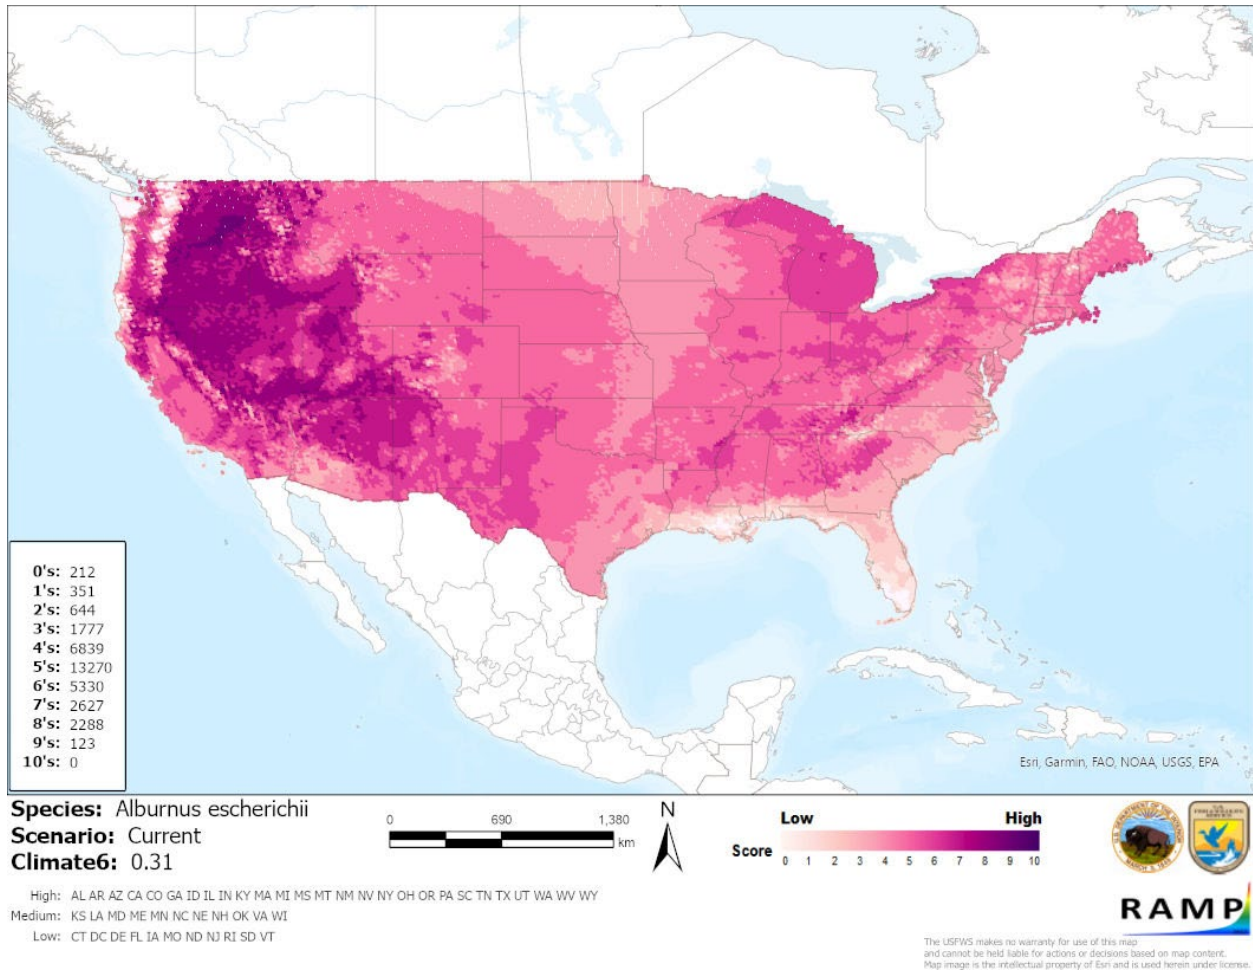 0's: 212
1's: 351
2's: 644
3's: 1777
4's: 6839
5's: 13270
6's: 5330
7's: 2627
8's: 2288
9's: 123
10's: 0
Esri, Garmin, FAO, NOAA, USGS, EPA
Species: Alburnus escherichii
Scenario: Current
Climate6: 0.31
0 690 1,380
km
N
Low High
Score 0 1 2 3 4 5 6 7 8 9 10
High: AL AR AZ CA CO GA ID IL IN KY MA MI MS MT NM NV NY OH OR PA SC TN TX UT WA WV WY
Medium: KS LA MD ME MN NC NE NH OK VA WI
Low: CT DC DE FL IA MO ND NJ RI SD VT
RAMP
The USFWS makes no warranty for use of this map
and cannot be held liable for actions or decisions based on map content.
Map image is the intellectual property of Esri and is used herein under license.